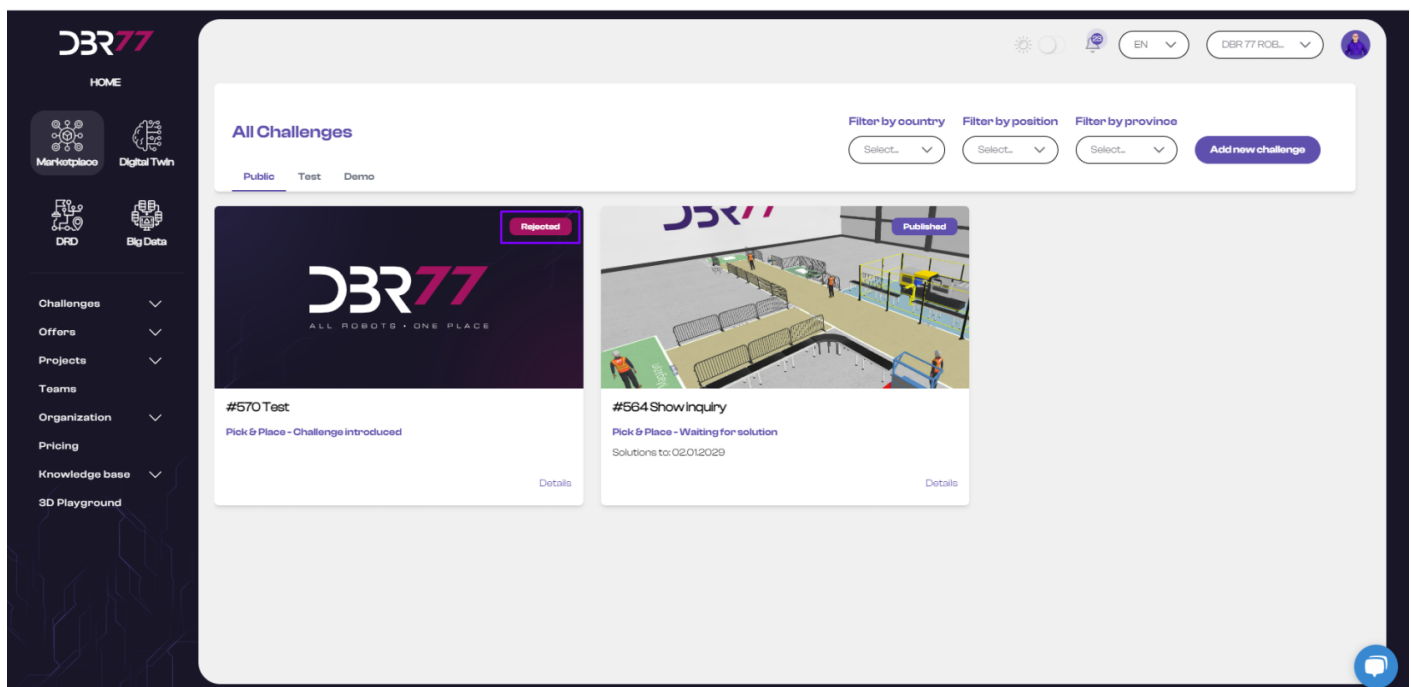 DBR77
HOME
Marketplace
Digital Twin
DRD
Big Data
Challenges
Offers
Projects
Teams
Organization
Pricing
Knowledge base
3D Playground
23
EN
DBR 77 ROB...
All Challenges
Filter by country
Filter by position
Filter by province
Select...
Select...
Select...
Add new challenge
Public
Test
Demo
Rejected
DBR77
ALL ROBOTS • ONE PLACE
#570 Test
Pick & Place - Challenge introduced
Details
DBR77
Published
#564 Show inquiry
Pick & Place - Waiting for solution
Solutions to: 02.01.2029
Details